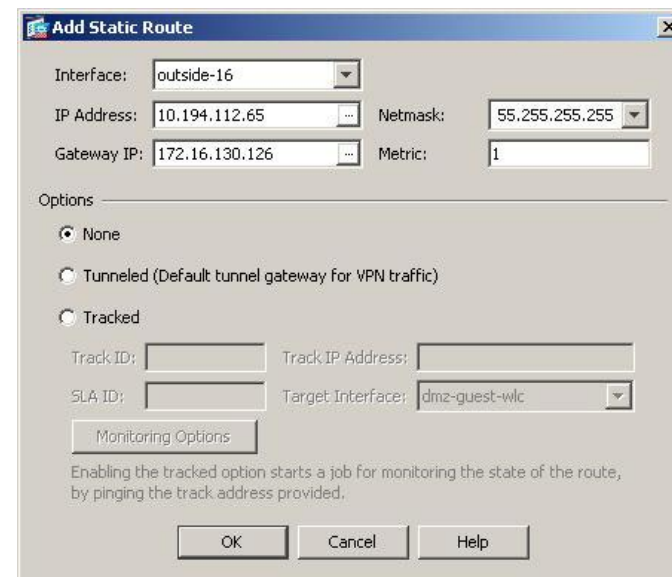 Add Static Route
Interface: outside-16
IP Address: 10.194.112.65 ... Netmask: 55.255.255.255
Gateway IP: 172.16.130.126 ... Metric: 1
Options
None
Tunneled (Default tunnel gateway for VPN traffic)
Tracked
Track ID: Track IP Address:
SLA ID: Target Interface: dmz-guest-wlc
Monitoring Options
Enabling the tracked option starts a job for monitoring the state of the route,
by pinging the track address provided.
OK Cancel Help